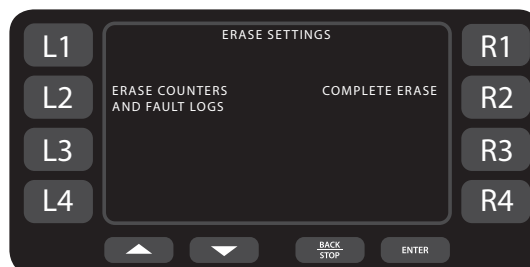 ERASE SETTINGS
L1
R1
L2
ERASE COUNTERS
AND FAULT LOGS
COMPLETE ERASE
R2
L3
R3
L4
R4
BACK
STOP
ENTER